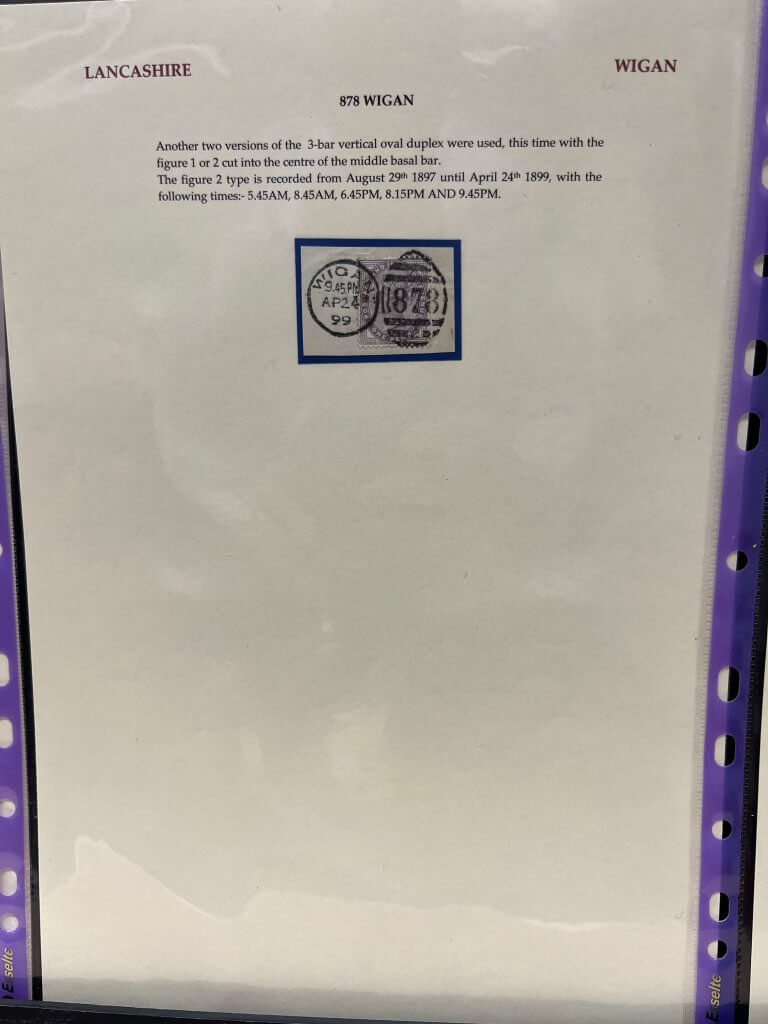 LANCASHIRE WIGAN
878 WIGAN
Another two versions of the 3-bar vertical oval duplex were used, this time with the
figure 1 or 2 cut into the centre of the middle basal bar.
The figure 2 type is recorded from August 29th 1897 until April 24th 1899, with the
following times:- 5.45AM, 8.45AM, 6.45PM, 8.15PM AND 9.45PM.
WIGAN
9.45PM
AP24
99
878
2
Esselte
Esselte